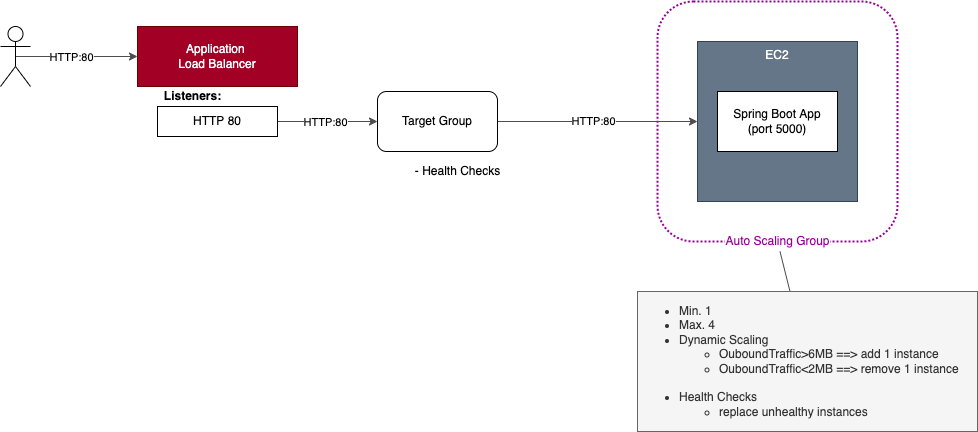 HTTP:80
Application
Load Balancer
Listeners:
HTTP 80
HTTP:80
Target Group
- Health Checks
HTTP:80
EC2
Spring Boot App
(port 5000)
Auto Scaling Group
• Min. 1
• Max. 4
• Dynamic Scaling
○ OuboundTraffic>6MB ==> add 1 instance
○ OuboundTraffic<2MB ==> remove 1 instance
• Health Checks
○ replace unhealthy instances